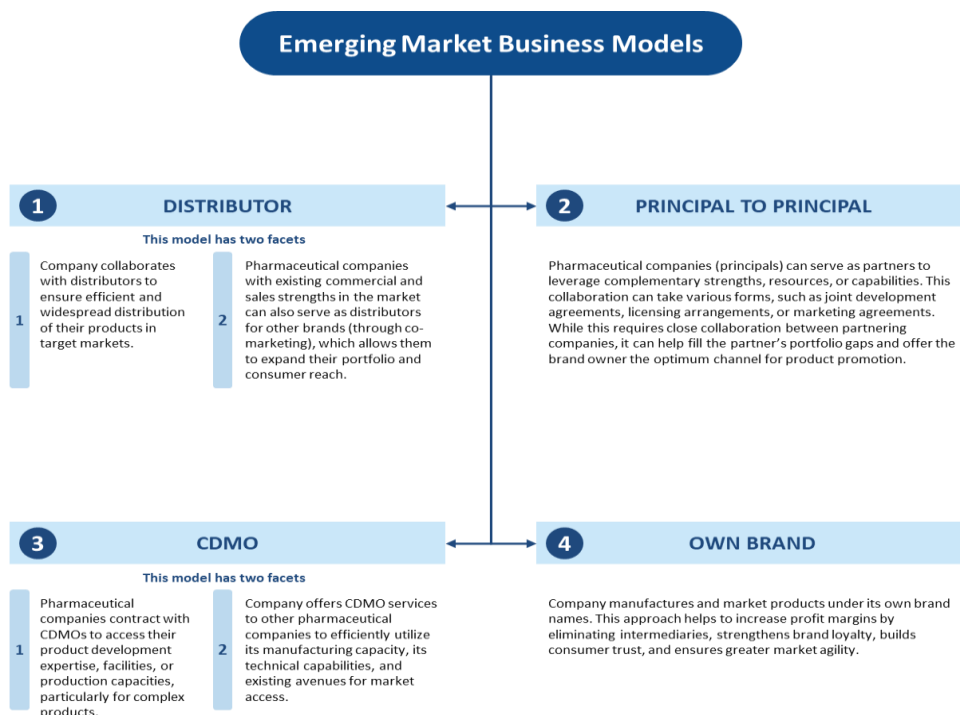 Emerging Market Business Models
1
DISTRIBUTOR
This model has two facets
1
Company collaborates
with distributors to
ensure efficient and
widespread distribution
of their products in
target markets.
2
Pharmaceutical companies
with existing commercial and
sales strengths in the market
can also serve as distributors
for other brands (through co-
marketing), which allows them
to expand their portfolio and
consumer reach.
2
PRINCIPAL TO PRINCIPAL
Pharmaceutical companies (principals) can serve as partners to
leverage complementary strengths, resources, or capabilities. This
collaboration can take various forms, such as joint development
agreements, licensing arrangements, or marketing agreements.
While this requires close collaboration between partnering
companies, it can help fill the partner's portfolio gaps and offer the
brand owner the optimum channel for product promotion.
3
CDMO
This model has two facets
1
Pharmaceutical
companies contract with
CDMOs to access their
product development
expertise, facilities, or
production capacities,
particularly for complex
products.
2
Company offers CDMO services
to other pharmaceutical
companies to efficiently utilize
its manufacturing capacity, its
technical capabilities, and
existing avenues for market
access.
4
OWN BRAND
Company manufactures and market products under its own brand
names. This approach helps to increase profit margins by
eliminating intermediaries, strengthens brand loyalty, builds
consumer trust, and ensures greater market agility.